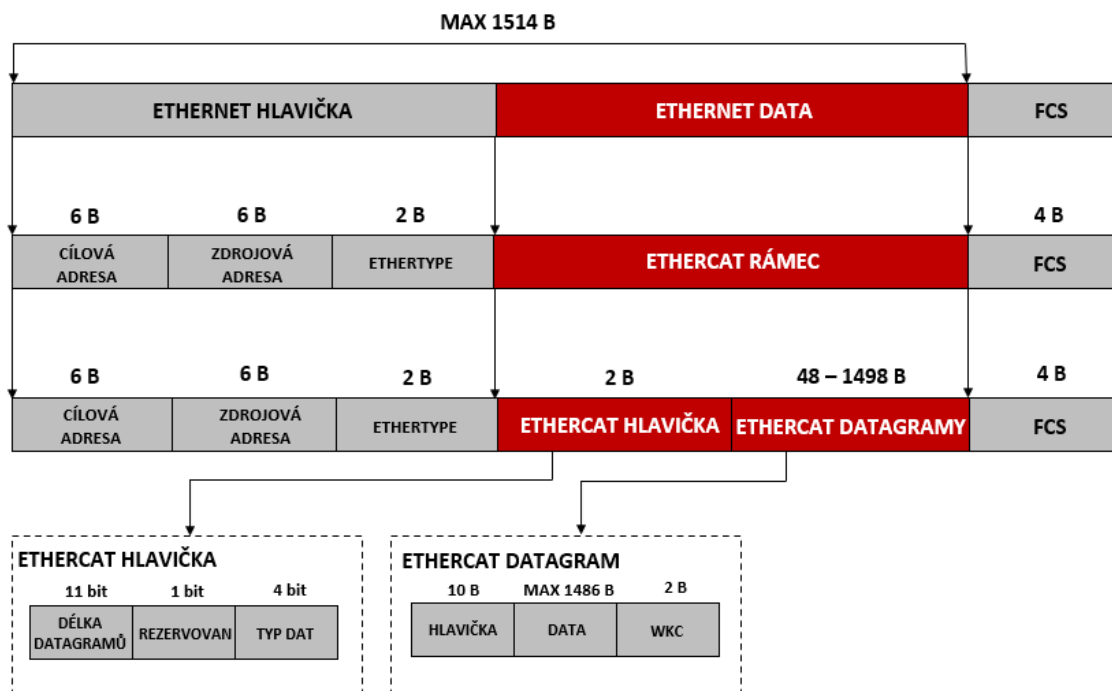 MAX 1514 B
ETHERNET HLAVIČKA ETHERNET DATA FCS
6 B 6 B 2 B 4 B
CÍLOVÁ ADRESA ZDROJOVÁ ADRESA ETHERTYPE ETHERCAT RÁMEC FCS
6 B 6 B 2 B 2 B 48 – 1498 B 4 B
CÍLOVÁ ADRESA ZDROJOVÁ ADRESA ETHERTYPE ETHERCAT HLAVIČKA ETHERCAT DATAGRAMY FCS
ETHERCAT HLAVIČKA
11 bit 1 bit 4 bit
DÉLKA DATAGRAMŮ REZERVOVAN TYP DAT
ETHERCAT DATAGRAM
10 B MAX 1486 B 2 B
HLAVIČKA DATA WKC